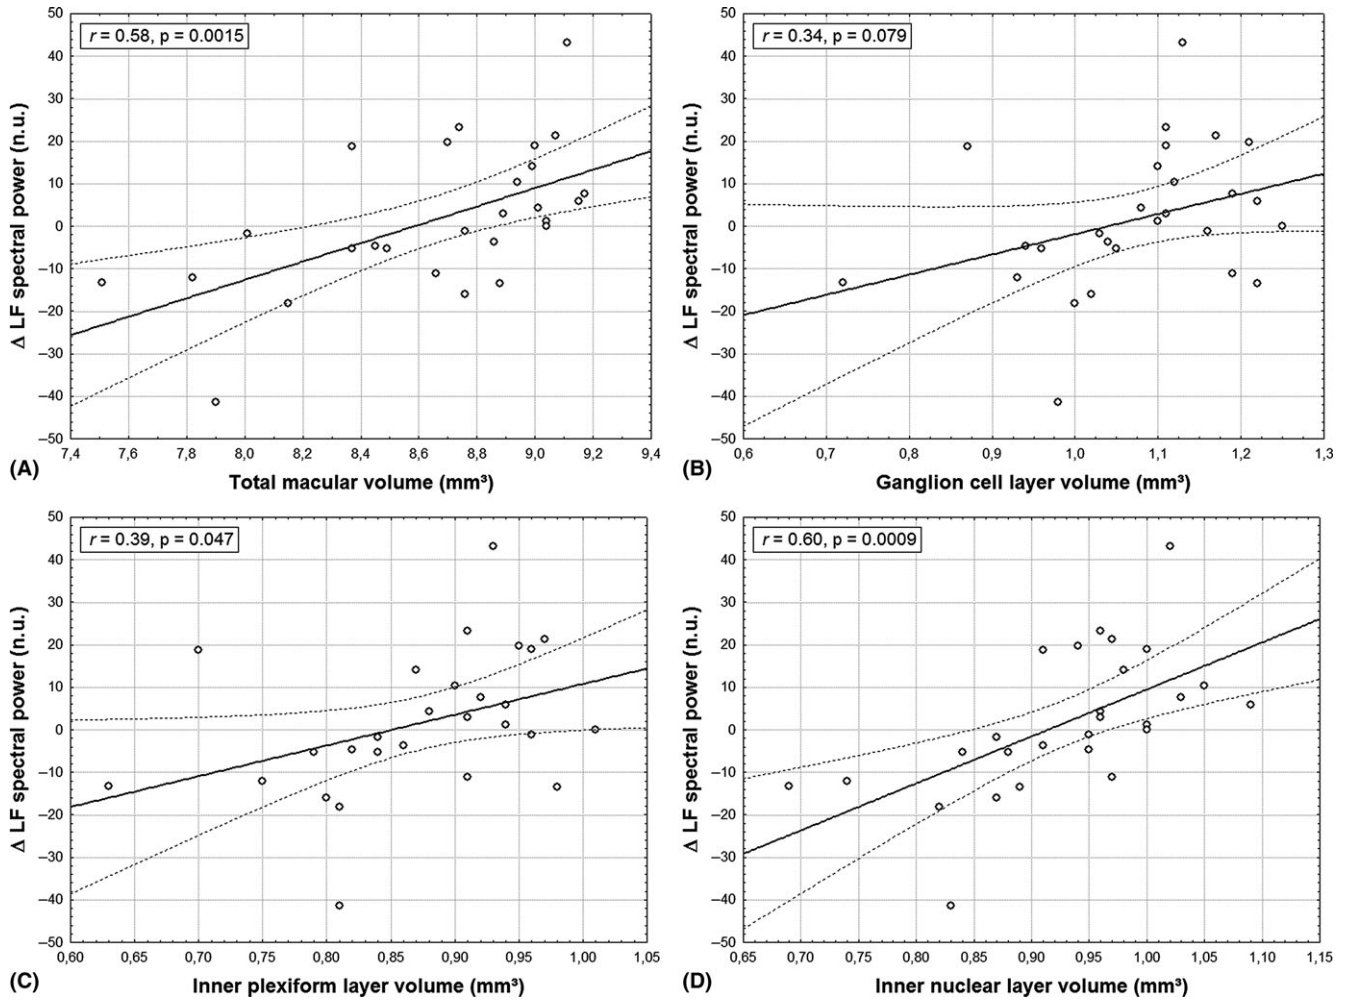 r = 0.58, p = 0.0015
50
40
30
20
10
0
–10
–20
–30
–40
–50
Δ LF spectral power (n.u.)
7,4 7,6 7,8 8,0 8,2 8,4 8,6 8,8 9,0 9,2 9,4
(A) Total macular volume (mm³)
r = 0.34, p = 0.079
50
40
30
20
10
0
–10
–20
–30
–40
–50
Δ LF spectral power (n.u.)
0,6 0,7 0,8 0,9 1,0 1,1 1,2 1,3
(B) Ganglion cell layer volume (mm³)
r = 0.39, p = 0.047
50
40
30
20
10
0
–10
–20
–30
–40
–50
Δ LF spectral power (n.u.)
0,60 0,65 0,70 0,75 0,80 0,85 0,90 0,95 1,00 1,05
(C) Inner plexiform layer volume (mm³)
r = 0.60, p = 0.0009
50
40
30
20
10
0
–10
–20
–30
–40
–50
Δ LF spectral power (n.u.)
0,65 0,70 0,75 0,80 0,85 0,90 0,95 1,00 1,05 1,10 1,15
(D) Inner nuclear layer volume (mm³)